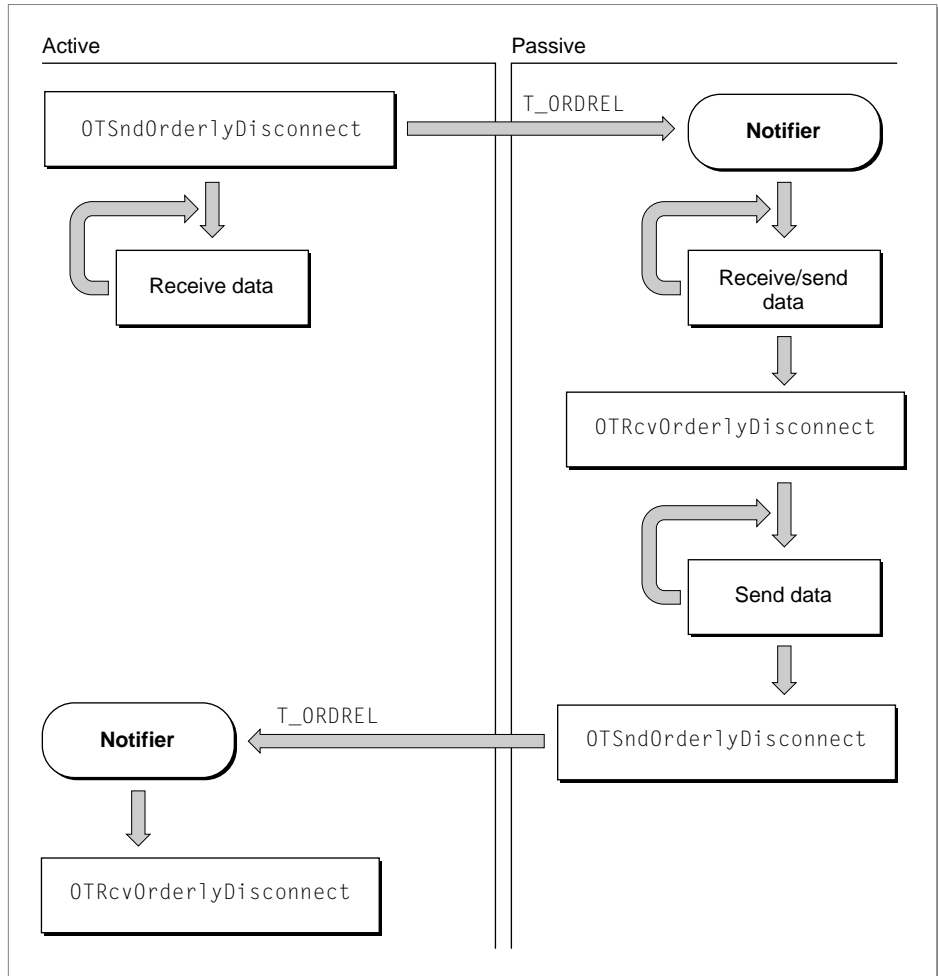 Active
Passive
OTSndOrderlyDisconnect
T_ORDREL
Notifier
Receive data
Receive/send
data
OTRcvOrderlyDisconnect
Send data
Notifier
T_ORDREL
OTSndOrderlyDisconnect
OTRcvOrderlyDisconnect